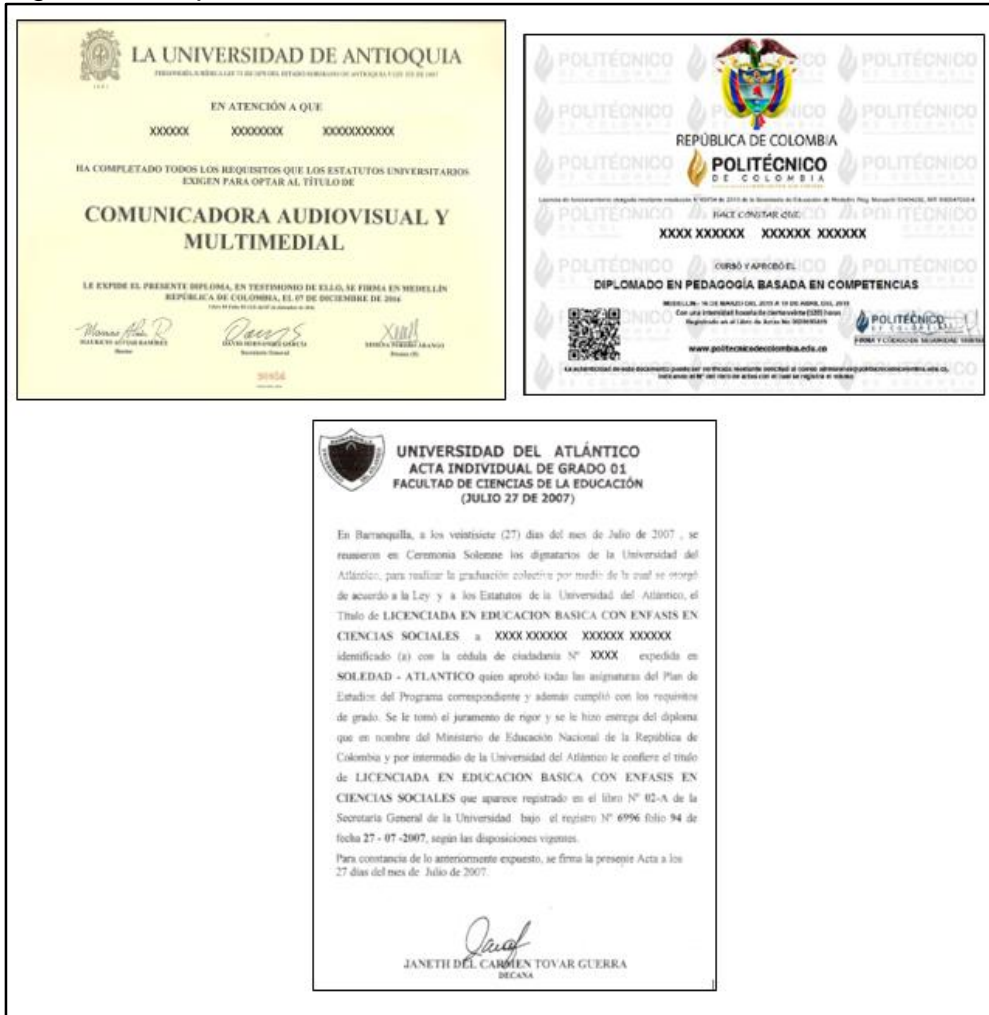 LA UNIVERSIDAD DE ANTIOQUIA
EN ATENCIÓN A QUE
XXXXXX XXXXXXXX XXXXXXXXXXX
HA COMPLETADO TODOS LOS REQUISITOS QUE LOS ESTATUTOS UNIVERSITARIOS
EXIGEN PARA OPTAR AL TÍTULO DE
COMUNICADORA AUDIOVISUAL Y
MULTIMEDIAL
LE EXPIDE EL PRESENTE DIPLOMA, EN TESTIMONIO DE ELLO, SE FIRMA EN MEDELLÍN
REPÚBLICA DE COLOMBIA, EL 07 DE DICIEMBRE DE 2016
Rector
Secretario General
REPÚBLICA DE COLOMBIA
POLITÉCNICO
DE COLOMBIA
HACE CONSTAR QUE:
XXXX XXXXXX XXXXXX XXXXXX
CURSÓ Y APROBÓ EL
DIPLOMADO EN PEDAGOGÍA BASADA EN COMPETENCIAS
POLITÉCNICO
DE COLOMBIA
www.politecnicodecolombia.edu.co
UNIVERSIDAD DEL ATLÁNTICO
ACTA INDIVIDUAL DE GRADO 01
FACULTAD DE CIENCIAS DE LA EDUCACIÓN
(JULIO 27 DE 2007)
En Barranquilla, a los veintisiete (27) días del mes de Julio de 2007 , se
reunieron en Ceremonia Solemne los dignatarios de la Universidad del
Atlántico, para realizar la graduación colectiva por medio de la cual se otorgó
de acuerdo a la Ley y a los Estatutos de la Universidad del Atlántico, el
Titulo de LICENCIADA EN EDUCACION BASICA CON ENFASIS EN
CIENCIAS SOCIALES a XXXX XXXXXX XXXXXX XXXXXX
identificado (a) con la cédula de ciudadanía Nº XXXX expedida en
SOLEDAD - ATLANTICO quien aprobó todas las asignaturas del Plan de
Estudios del Programa correspondiente y además cumplió con los requisitos
de grado. Se le tomó el juramento de rigor y se le hizo entrega del diploma
que en nombre del Ministerio de Educación Nacional de la República de
Colombia y por intermedio de la Universidad del Atlántico le confiere el título
de LICENCIADA EN EDUCACION BASICA CON ENFASIS EN
CIENCIAS SOCIALES que aparece registrado en el libro Nº 02-A de la
Secretaría General de la Universidad bajo el registro Nº 6996 folio 94 de
fecha 27 - 07 -2007, según las disposiciones vigentes.
Para constancia de lo anteriormente expuesto, se firma la presente Acta a los
27 días del mes de Julio de 2007.
JANETH DEL CARMEN TOVAR GUERRA
DECANA